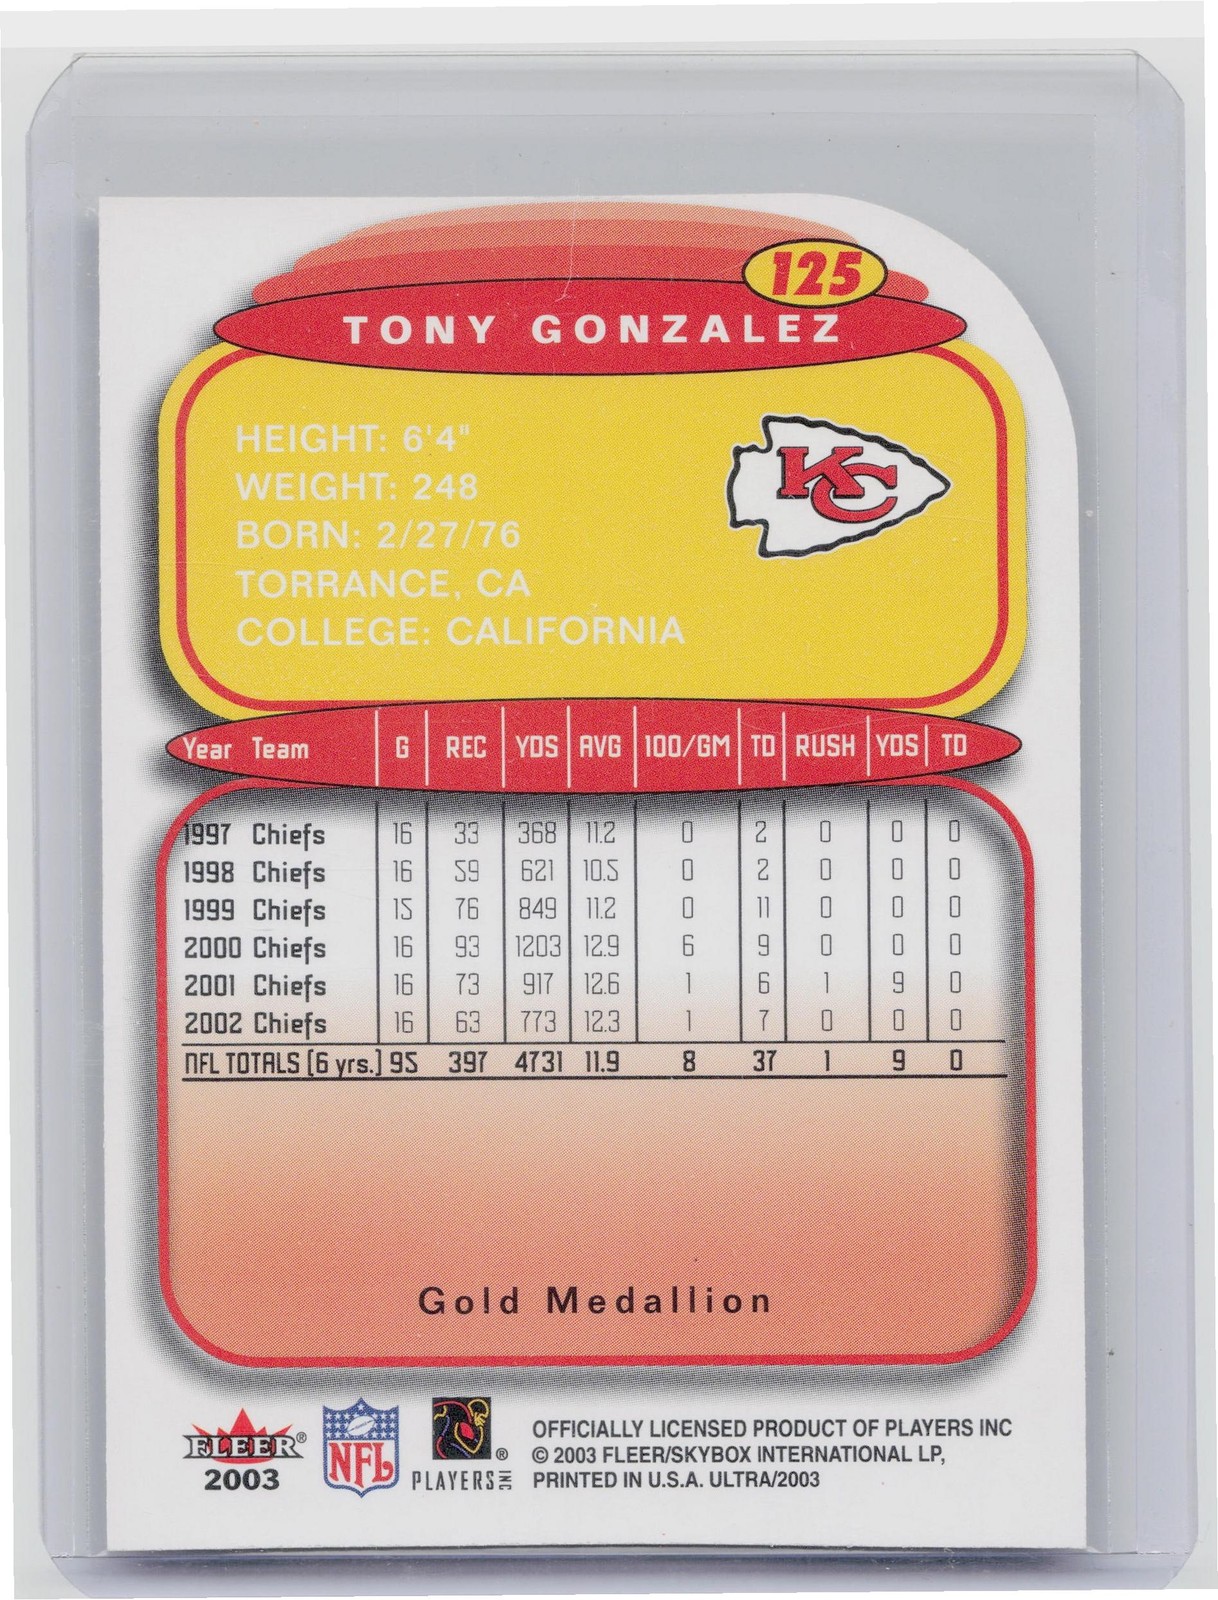 125
TONY GONZALEZ
HEIGHT: 6'4"
WEIGHT: 248
BORN: 2/27/76
TORRANCE, CA
COLLEGE: CALIFORNIA
KC
Year Team G REC YDS AVG 100/GM TD RUSH YDS TD
1997 Chiefs 16 33 368 11.2 0 2 0 0 0
1998 Chiefs 16 59 621 10.5 0 2 0 0 0
1999 Chiefs 15 76 849 11.2 0 11 0 0 0
2000 Chiefs 16 93 1203 12.9 6 9 0 0 0
2001 Chiefs 16 73 917 12.6 1 6 1 9 0
2002 Chiefs 16 63 773 12.3 1 7 0 0 0
NFL TOTALS (6 yrs.) 95 397 4731 11.9 8 37 1 9 0
Gold Medallion
FLEER®
2003
NFL
®
PLAYERS INC
OFFICIALLY LICENSED PRODUCT OF PLAYERS INC
© 2003 FLEER/SKYBOX INTERNATIONAL LP,
PRINTED IN U.S.A. ULTRA/2003